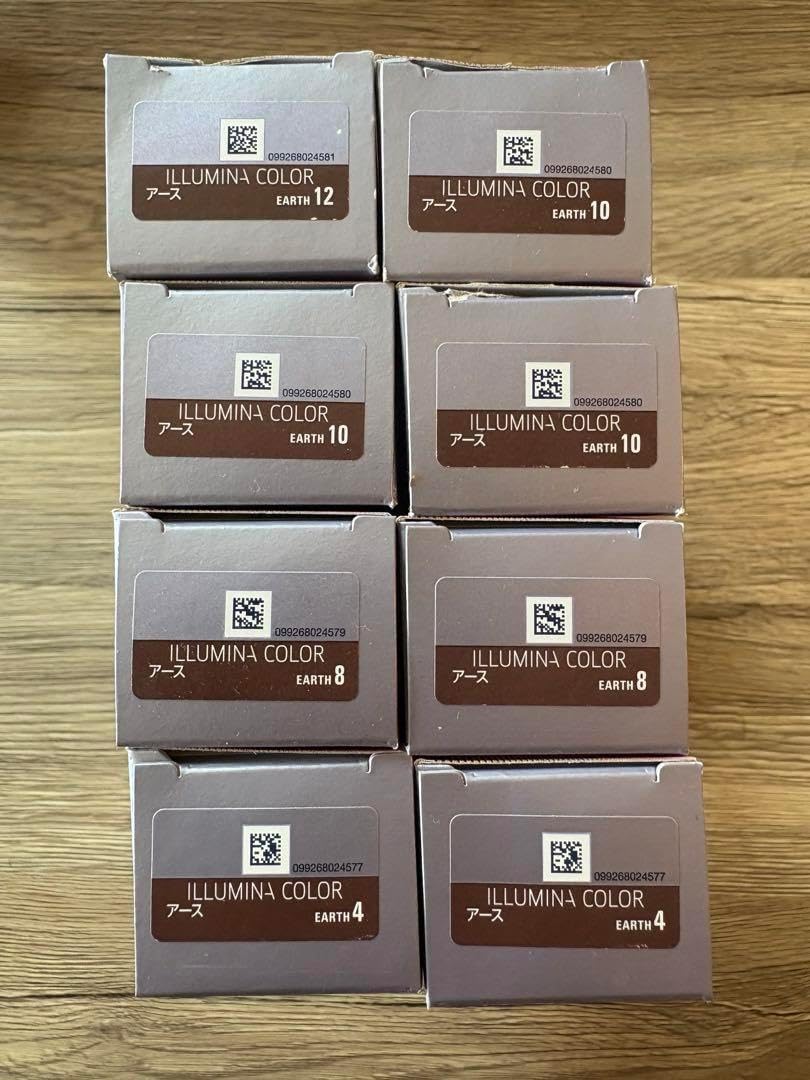 099268024581
ILLUMINA COLOR
アース
EARTH 12
099268024580
ILLUMINA COLOR
アース
EARTH 10
099268024580
ILLUMINA COLOR
アース
EARTH 10
099268024580
ILLUMINA COLOR
アース
EARTH 10
099268024579
ILLUMINA COLOR
アース
EARTH 8
099268024579
ILLUMINA COLOR
アース
EARTH 8
099268024577
ILLUMINA COLOR
アース
EARTH 4
099268024577
ILLUMINA COLOR
アース
EARTH 4